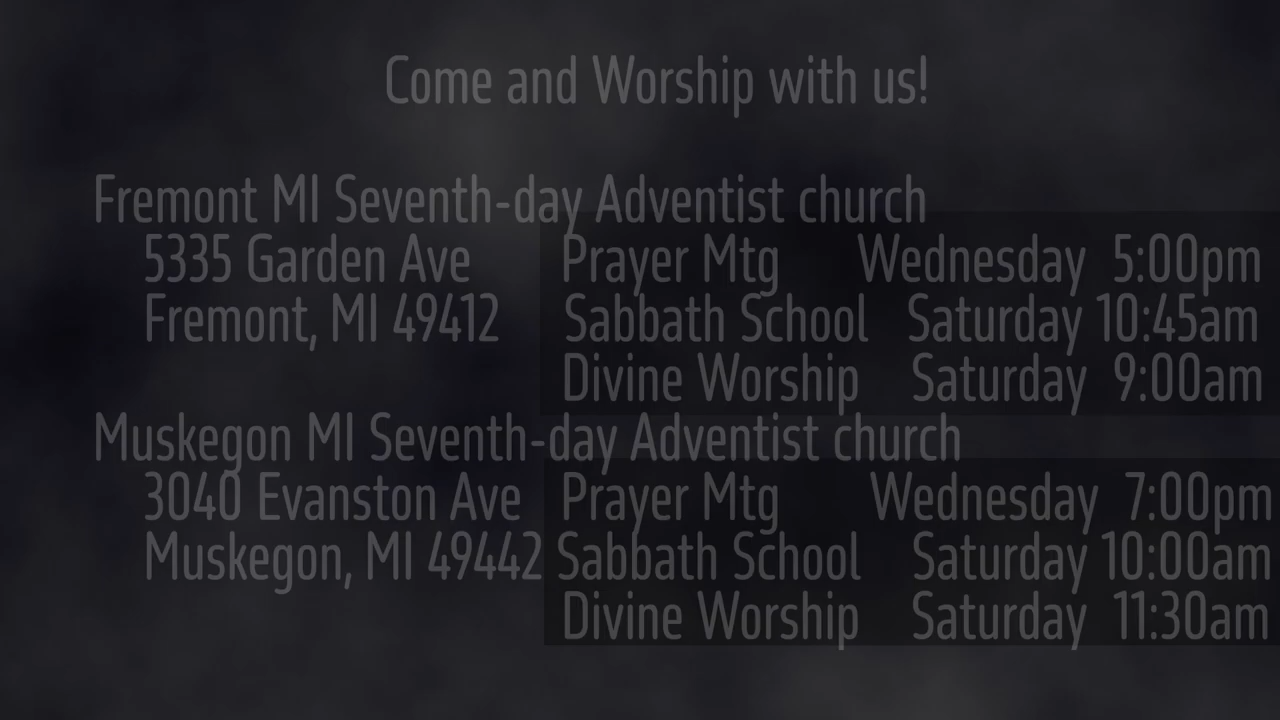 Come and Worship with us!
Fremont MI Seventh-day Adventist church
5335 Garden Ave Prayer Mtg Wednesday 5:00pm
Fremont, MI 49412 Sabbath School Saturday 10:45am
Divine Worship Saturday 9:00am
Muskegon MI Seventh-day Adventist church
3040 Evanston Ave Prayer Mtg Wednesday 7:00pm
Muskegon, MI 49442 Sabbath School Saturday 10:00am
Divine Worship Saturday 11:30am